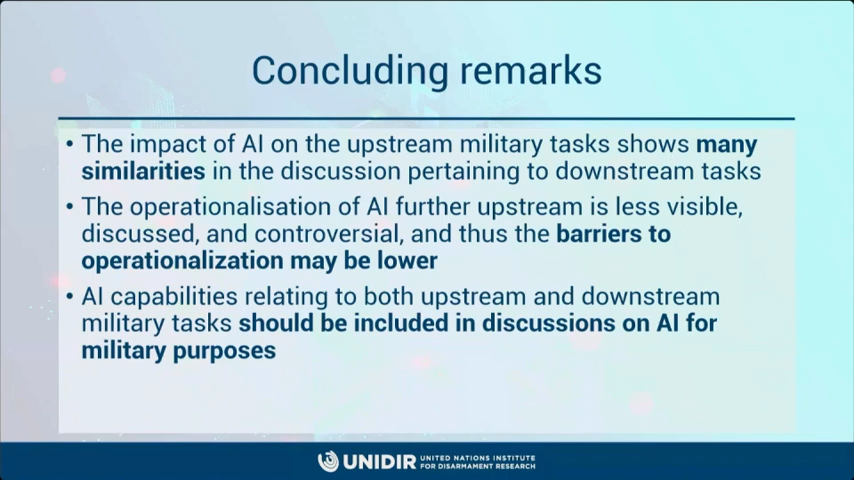 Concluding remarks
• The impact of AI on the upstream military tasks shows many
similarities in the discussion pertaining to downstream tasks
• The operationalisation of AI further upstream is less visible,
discussed, and controversial, and thus the barriers to
operationalization may be lower
• AI capabilities relating to both upstream and downstream
military tasks should be included in discussions on AI for
military purposes
UNIDIR
UNITED NATIONS INSTITUTE
FOR DISARMAMENT RESEARCH